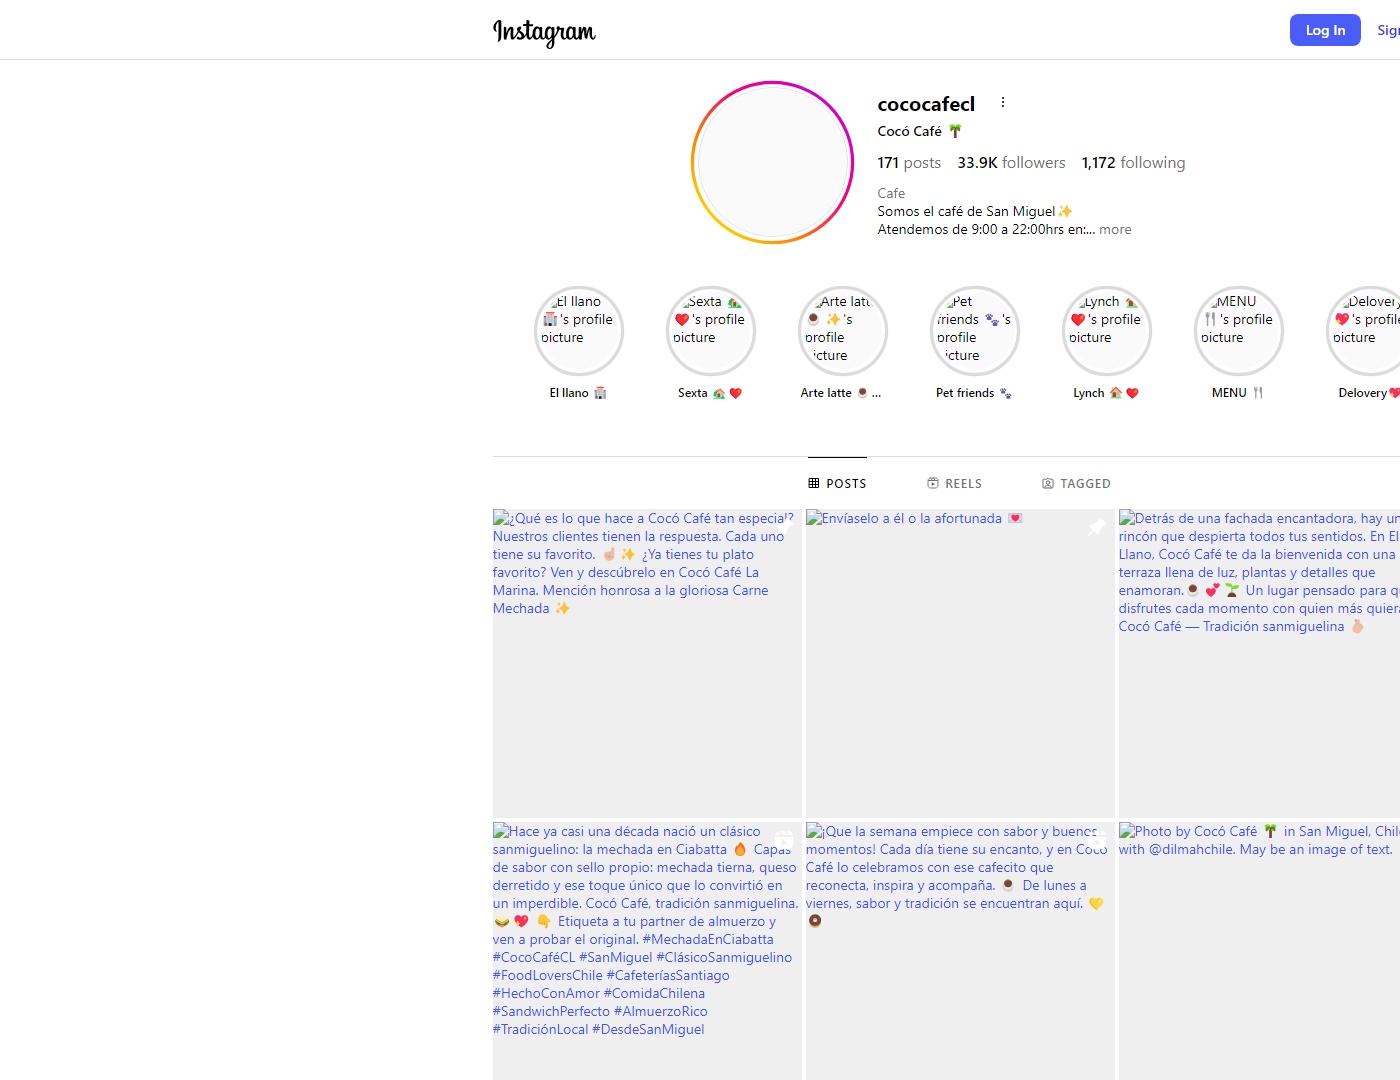 Instagram
Log In
cococafecl
Cocó Café 🌴
171 posts 33.9K followers 1,172 following
Cafe
Somos el café de San Miguel✨
Atendemos de 9:00 a 22:00hrs en:... more
El llano 🏥's profile picture
Sexta 🏡❤️'s profile picture
Arte latt ☕✨'s profile picture
Pet friends 🐾's profile picture
Lynch 🏠❤️'s profile picture
MENU 🍴's profile picture
Delovery 💖's profile picture
El llano 🏥
Sexta 🏡❤️
Arte latte ☕...
Pet friends 🐾
Lynch 🏠❤️
MENU 🍴
Delovery💖
POSTS
REELS
TAGGED
¿Qué es lo que hace a Cocó Café tan especial?
Nuestros clientes tienen la respuesta. Cada uno
tiene su favorito. ☝🏼✨ ¿Ya tienes tu plato
favorito? Ven y descúbrelo en Cocó Café La
Marina. Mención honrosa a la gloriosa Carne
Mechada ✨
Envíaselo a él o la afortunada 💌
Detrás de una fachada encantadora, hay un
rincón que despierta todos tus sentidos. En El
Llano, Cocó Café te da la bienvenida con una
terraza llena de luz, plantas y detalles que
enamoran.☕💕🌱 Un lugar pensado para
disfrutes cada momento con quien más
Cocó Café — Tradición sanmiguelina 🫰🏼
Hace ya casi una década nació un clásico
sanmiguelino: la mechada en Ciabatta 🔥 Capas
de sabor con sello propio: mechada tierna, queso
derretido y ese toque único que lo convirtió en
un imperdible. Cocó Café, tradición sanmiguelina.
🥪💖 👇 Etiqueta a tu partner de almuerzo y
ven a probar el original. #MechadaEnCiabatta
#CocoCaféCL #SanMiguel #ClásicoSanmiguelino
#FoodLoversChile #CafeteríasSantiago
#HechoConAmor #ComidaChilena
#SandwichPerfecto #AlmuerzoRico
#TradiciónLocal #DesdeSanMiguel
¡Que la semana empiece con sabor y buenos
momentos! Cada día tiene su encanto, y en Cocó
Café lo celebramos con ese cafecito que
reconecta, inspira y acompaña. ☕ De lunes a
viernes, sabor y tradición se encuentran aquí. 💛
🍩
Photo by Cocó Café 🌴 in San Miguel, Chile
with @dilmahchile. May be an image of text.